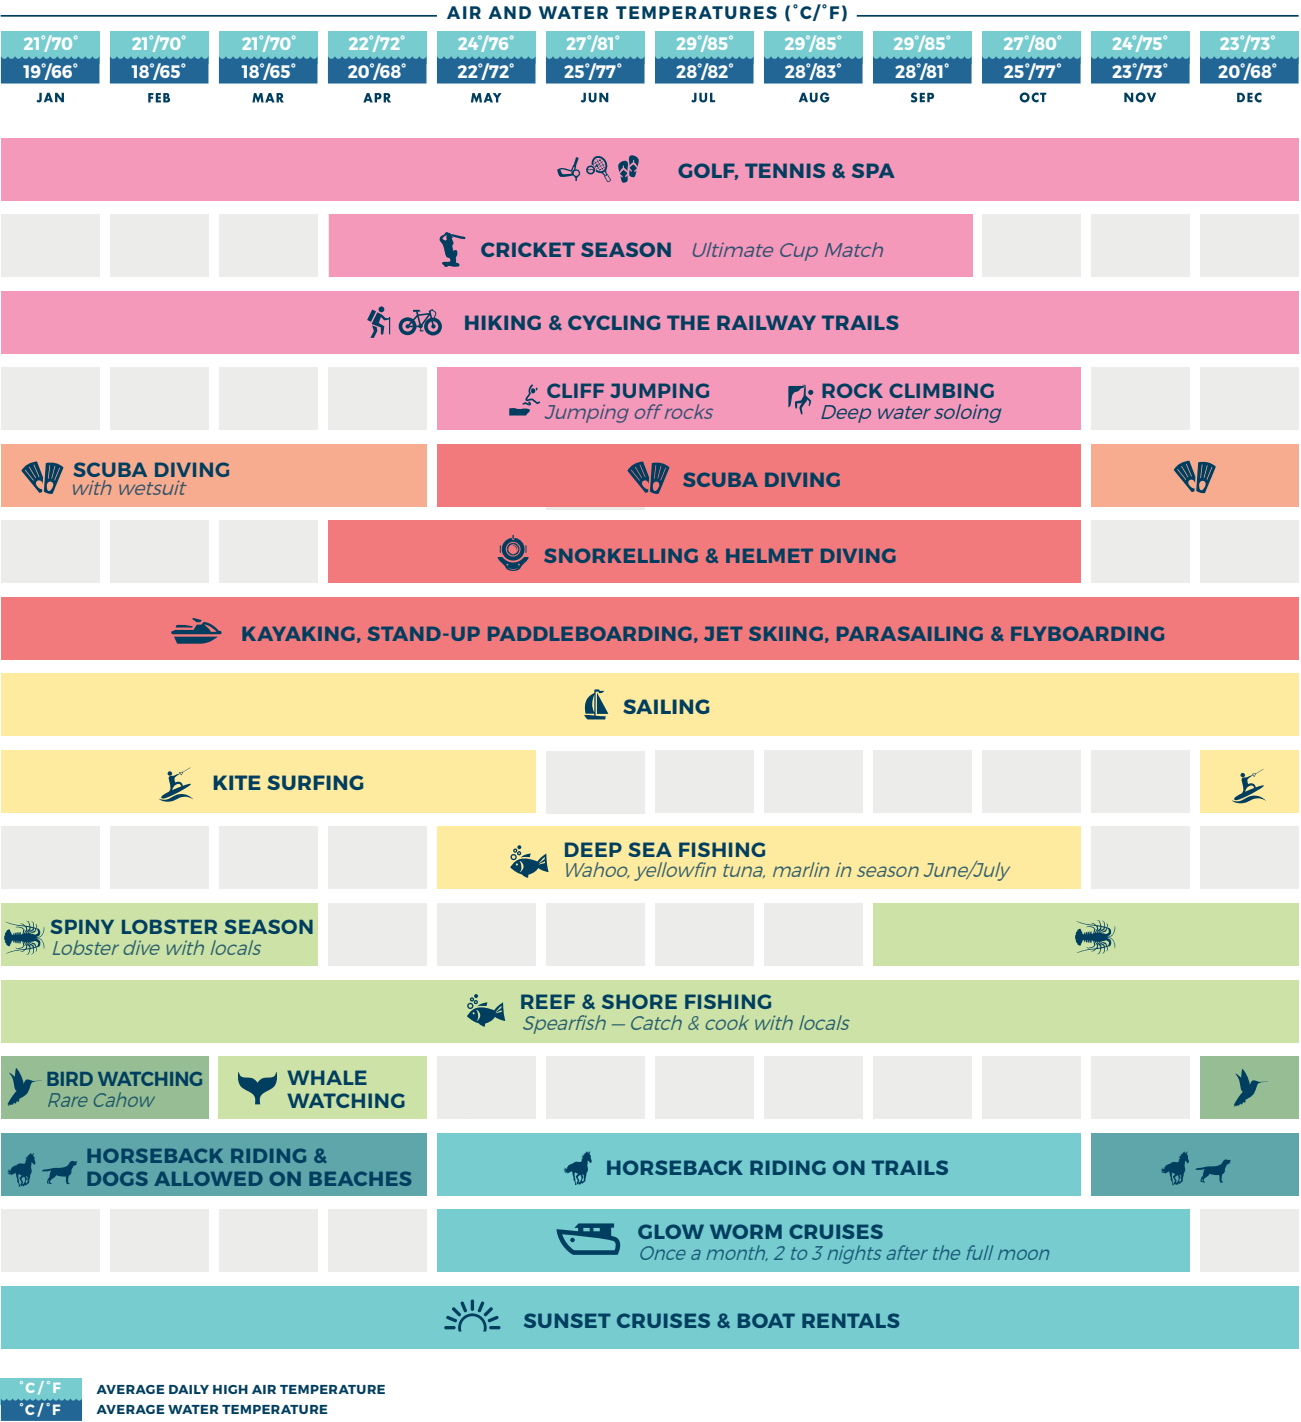 AIR AND WATER TEMPERATURES (°C/°F)
21°/70° 21°/70° 21°/70° 22°/72° 24°/76° 27°/81° 29°/85° 29°/85° 29°/85° 27°/80° 24°/75° 23°/73°
19°/66° 18°/65° 18°/65° 20°/68° 22°/72° 25°/77° 28°/82° 28°/83° 28°/81° 25°/77° 23°/73° 20°/68°
JAN FEB MAR APR MAY JUN JUL AUG SEP OCT NOV DEC
GOLF, TENNIS & SPA
CRICKET SEASON Ultimate Cup Match
HIKING & CYCLING THE RAILWAY TRAILS
CLIFF JUMPING
Jumping off rocks
ROCK CLIMBING
Deep water soloing
SCUBA DIVING
with wetsuit
SCUBA DIVING
SNORKELLING & HELMET DIVING
KAYAKING, STAND-UP PADDLEBOARDING, JET SKIING, PARASAILING & FLYBOARDING
SAILING
KITE SURFING
DEEP SEA FISHING
Wahoo, yellowfin tuna, marlin in season June/July
SPINY LOBSTER SEASON
Lobster dive with locals
REEF & SHORE FISHING
Spearfish — Catch & cook with locals
BIRD WATCHING
Rare Cahow
WHALE
WATCHING
HORSEBACK RIDING &
DOGS ALLOWED ON BEACHES
HORSEBACK RIDING ON TRAILS
GLOW WORM CRUISES
Once a month, 2 to 3 nights after the full moon
SUNSET CRUISES & BOAT RENTALS
°C/°F AVERAGE DAILY HIGH AIR TEMPERATURE
°C/°F AVERAGE WATER TEMPERATURE